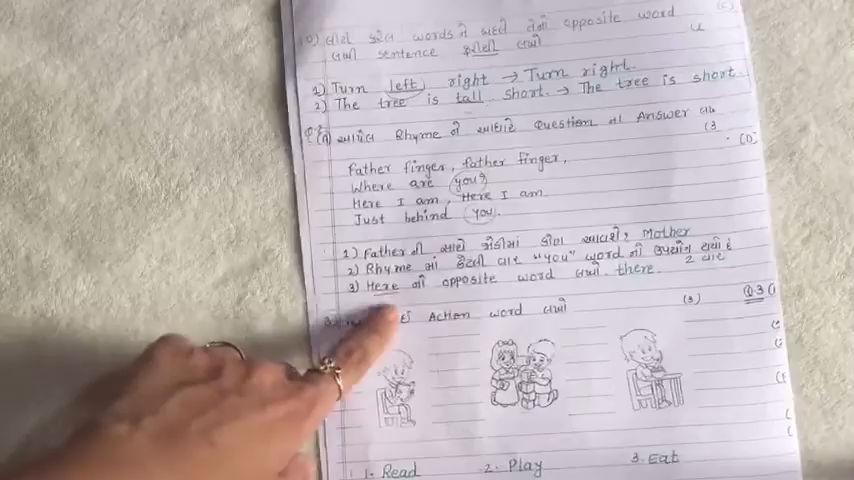 words ને બદલે તેનો opposite word
લખી sentence ફરીથી લખો
1) Turn left right → Turn right.
2) The tree is tall short. → The tree is short.
આપેલ Rhyme ને આધારે Question ના Answer
(3
Father finger, father finger,
Where are you?
Here I am, Here I am
Just behind you.
1) Father ની સાથે જોડીમાં કોણ આવશે? Mother
2) Rhyme માં કેટલી વાર "you" word નો ઉપયોગ થયો છે
2 વાર
3) Here નો opposite word લખો. there.
Action word લખો
(3)
Q.3
1. Read 2. Play 3. Eat